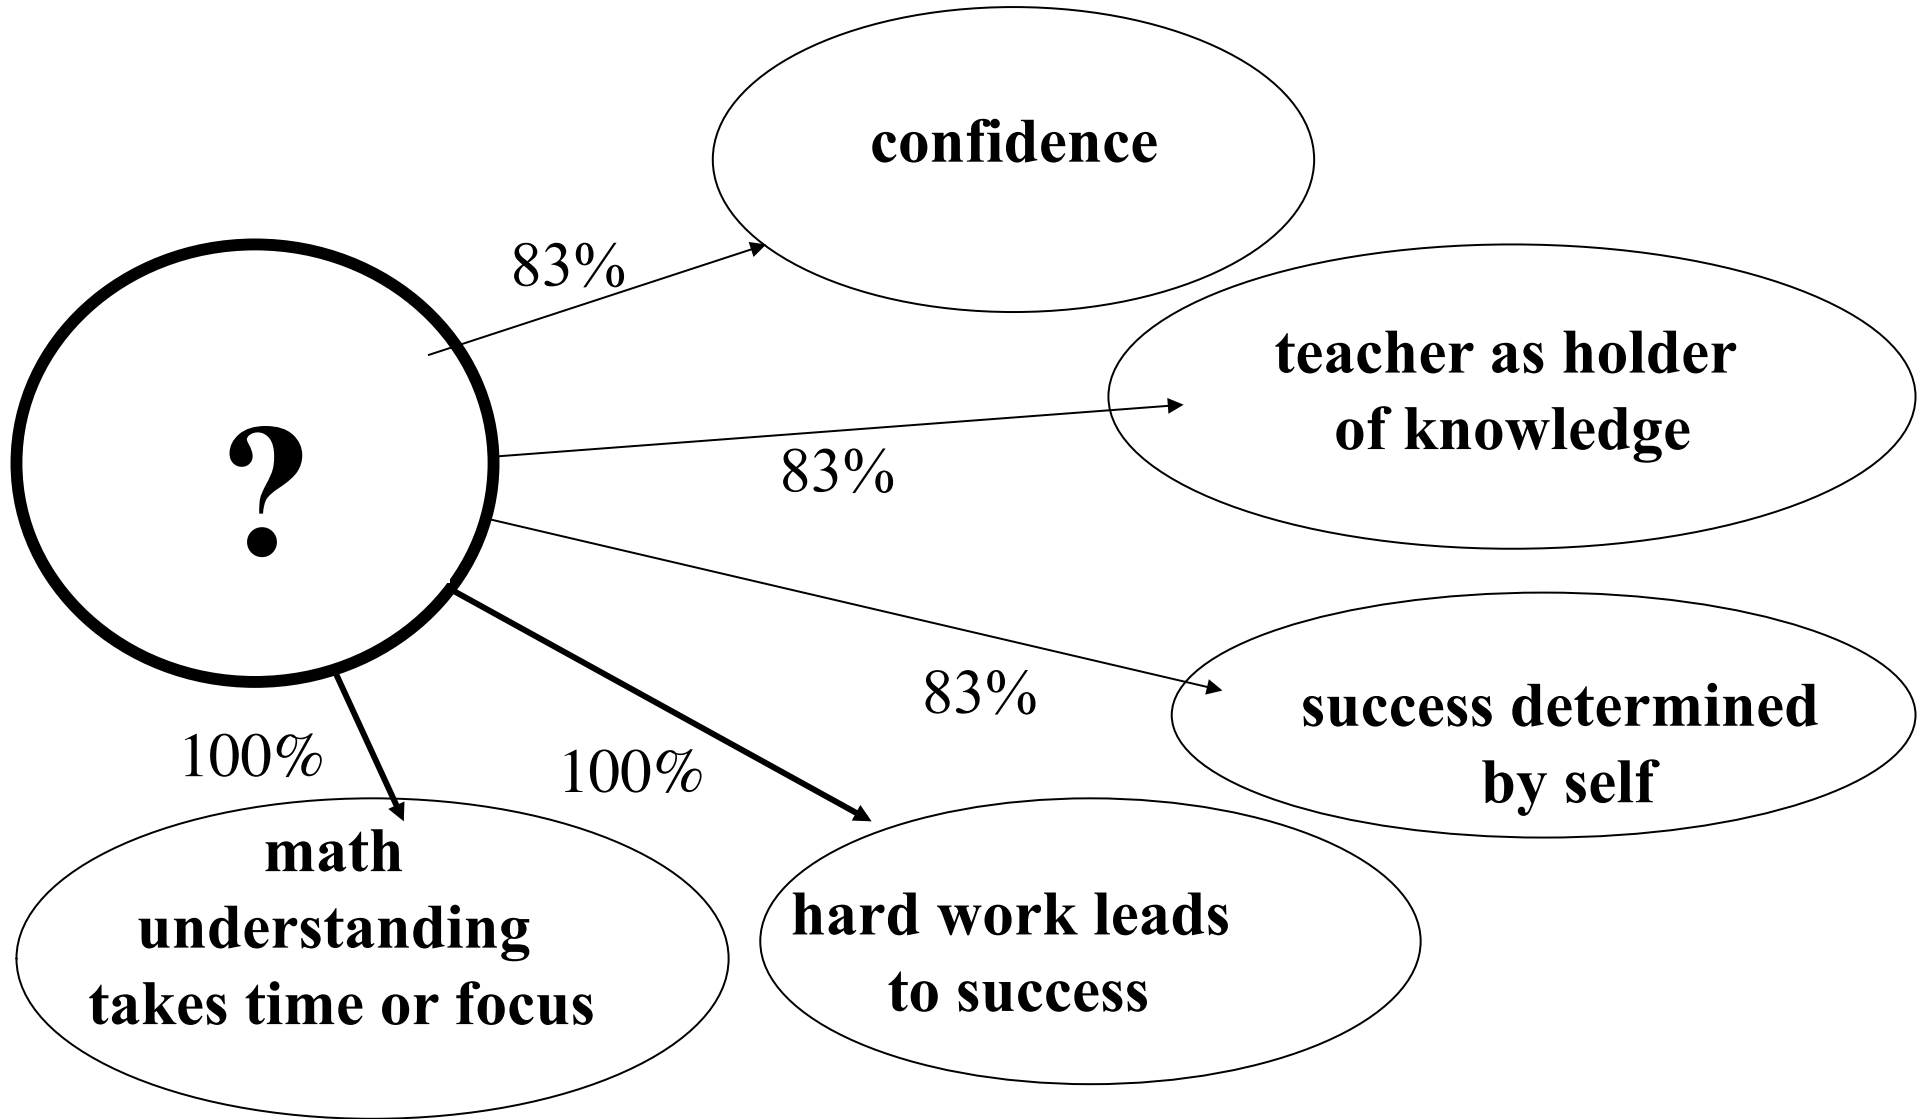 confidence
83%
teacher as holder
of knowledge
?
83%
83%
success determined
by self
100%
100%
math
understanding
takes time or focus
hard work leads
to success